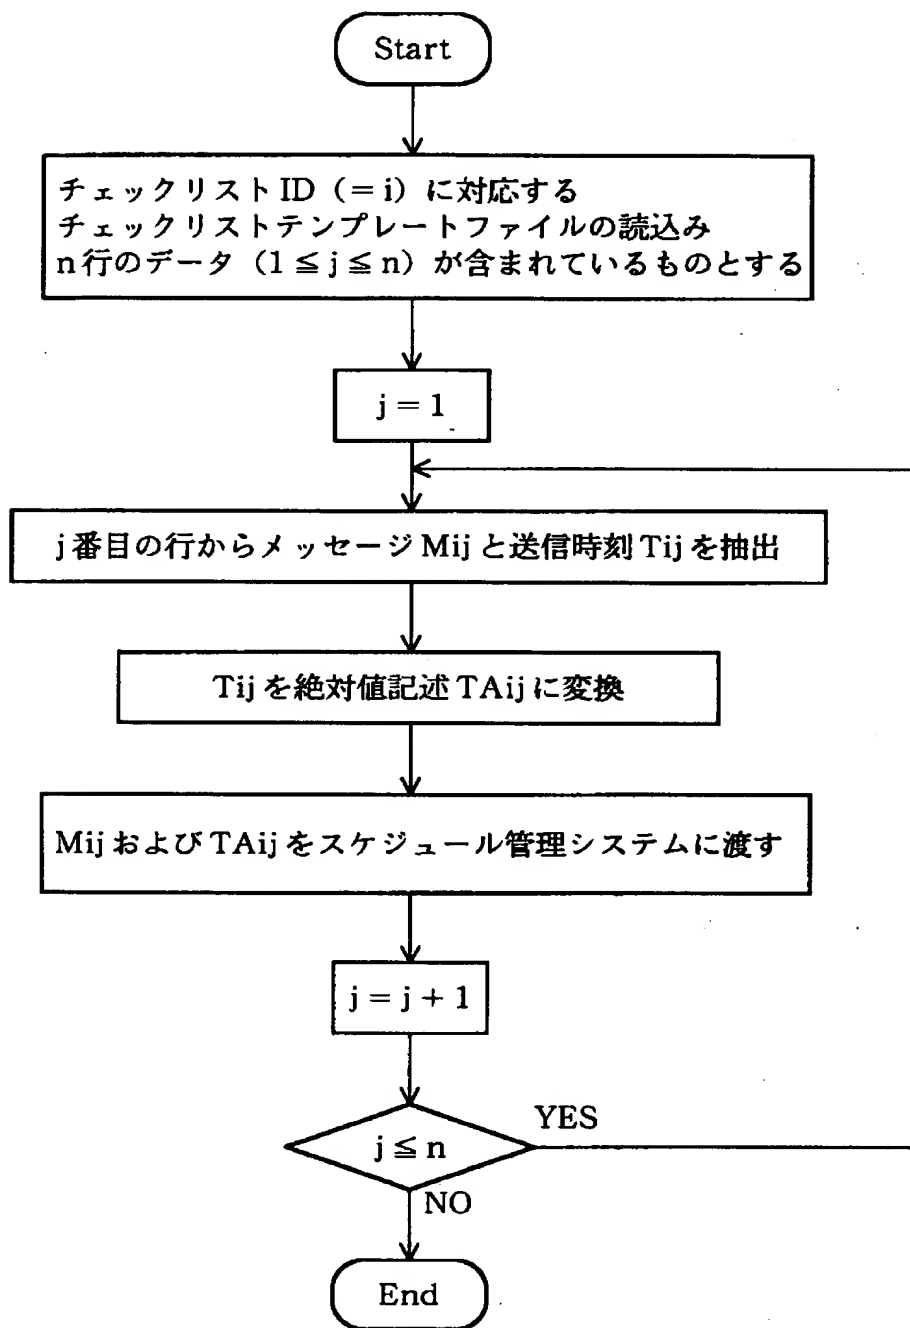 Start
チェックリストID（＝i）に対応する
チェックリストテンプレートファイルの読込み
n行のデータ（1≦j≦n）が含まれているものとする
j＝1
j番目の行からメッセージMijと送信時刻Tijを抽出
Tijを絶対値記述TAijに変換
MijおよびTAijをスケジュール管理システムに渡す
j＝j＋1
YES
j≦n
NO
End